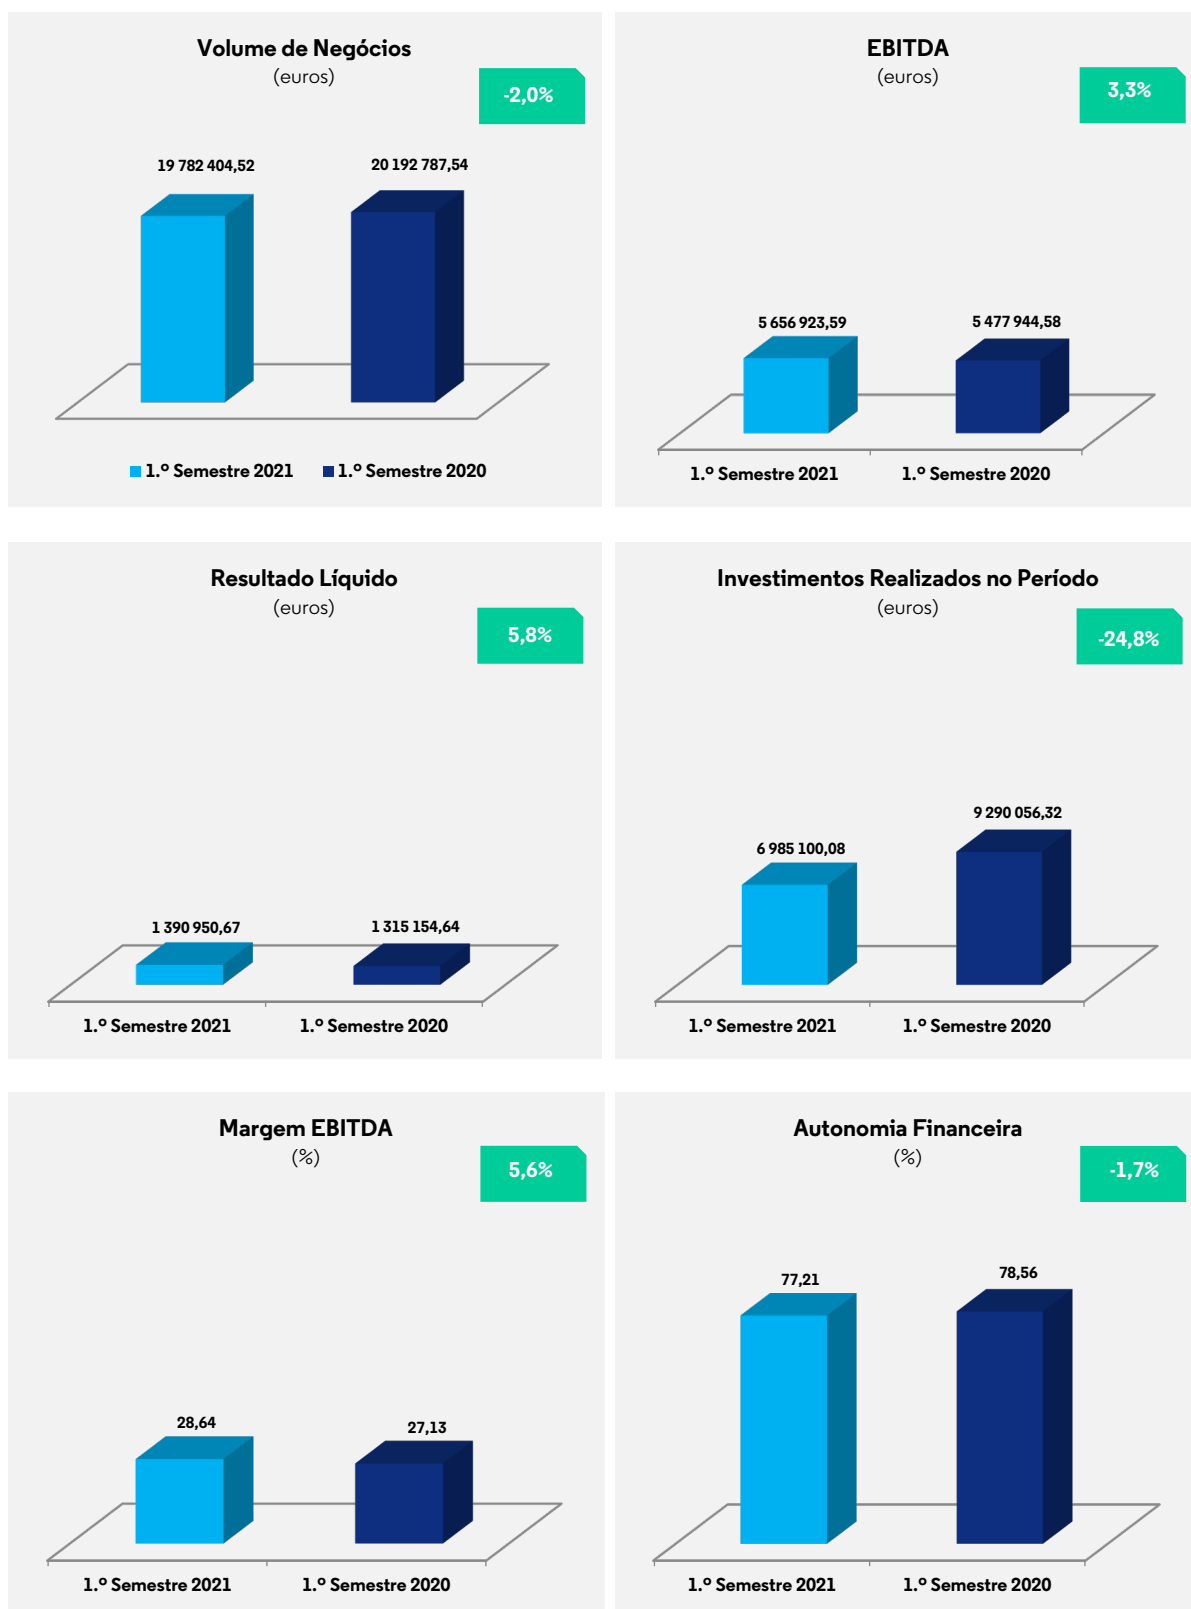 Volume de Negócios
(euros)
-2,0%
19 782 404,52
20 192 787,54
1.º Semestre 2021
1.º Semestre 2020
EBITDA
(euros)
3,3%
5 656 923,59
5 477 944,58
1.º Semestre 2021
1.º Semestre 2020
Resultado Líquido
(euros)
5,8%
1 390 950,67
1 315 154,64
1.º Semestre 2021
1.º Semestre 2020
Investimentos Realizados no Período
(euros)
-24,8%
6 985 100,08
9 290 056,32
1.º Semestre 2021
1.º Semestre 2020
Margem EBITDA
(%)
5,6%
28,64
27,13
1.º Semestre 2021
1.º Semestre 2020
Autonomia Financeira
(%)
-1,7%
77,21
78,56
1.º Semestre 2021
1.º Semestre 2020